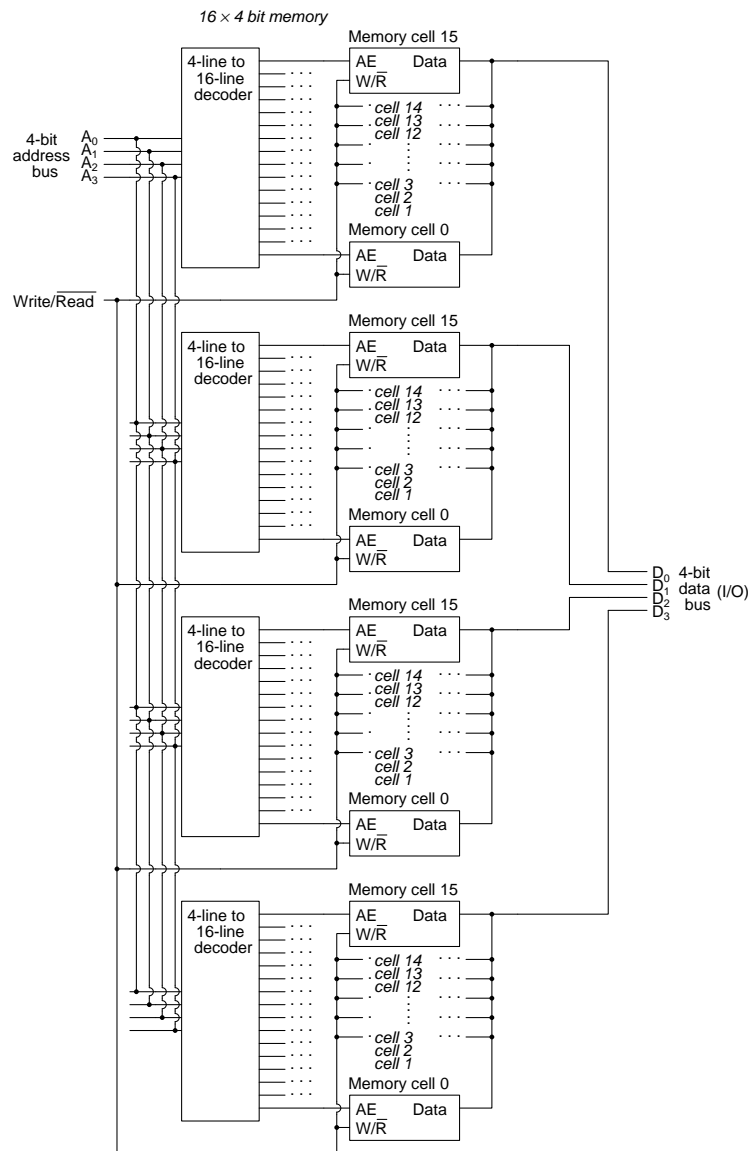 16 × 4 bit memory
4-line to
16-line
decoder
Memory cell 15
AE Data
W/R̅
cell 14
cell 13
cell 12
cell 3
cell 2
cell 1
Memory cell 0
AE Data
W/R̅
4-bit
address
bus
A₀
A₁
A₂
A₃
Write/R̅e̅a̅d̅
4-line to
16-line
decoder
Memory cell 15
AE Data
W/R̅
cell 14
cell 13
cell 12
cell 3
cell 2
cell 1
Memory cell 0
AE Data
W/R̅
D₀
D₁
D₂
D₃
4-bit
data
bus
(I/O)
4-line to
16-line
decoder
Memory cell 15
AE Data
W/R̅
cell 14
cell 13
cell 12
cell 3
cell 2
cell 1
Memory cell 0
AE Data
W/R̅
4-line to
16-line
decoder
Memory cell 15
AE Data
W/R̅
cell 14
cell 13
cell 12
cell 3
cell 2
cell 1
Memory cell 0
AE Data
W/R̅